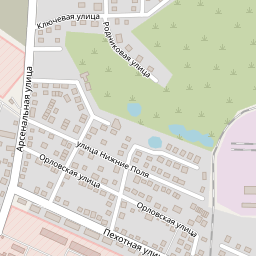 Ключевая улица
Родниковая улица
Арсенальная улица
улица Нижние Поля
Орловская улица
Орловская улица
Пехотная улица